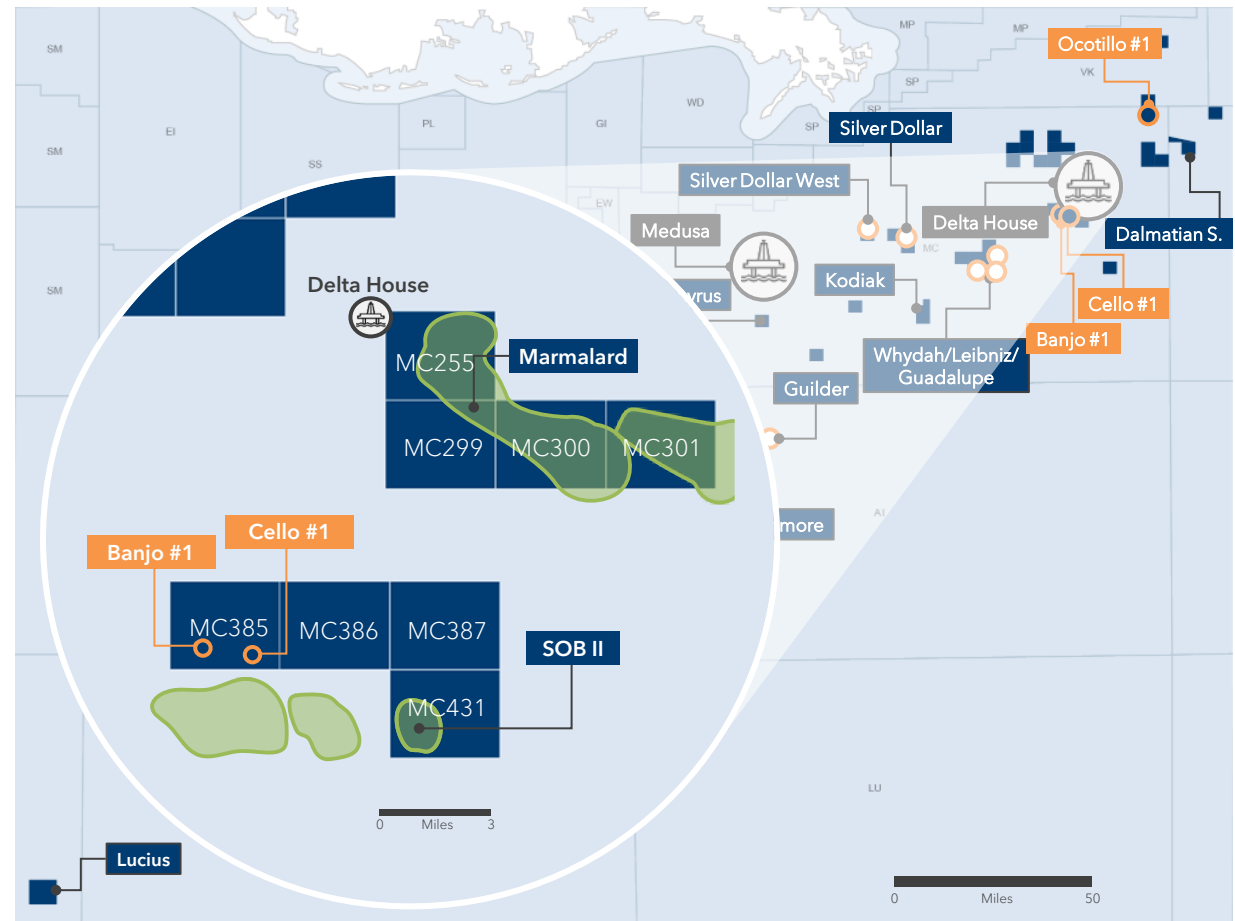 MP
MP
Ocotillo #1
SM
VK
SP
WD
SP
EI
PL
GI
SP
Silver Dollar
SM
SS
Silver Dollar West
EW
Medusa
Delta House
Dalmatian S.
MC
SM
Delta House
Kodiak
yrus
Cello #1
Banjo #1
MC255
Marmalard
Whydah/Leibniz/
Guadalupe
Guilder
MC299
MC300
MC301
AT
more
Cello #1
Banjo #1
MC385
MC386
MC387
SOB II
MC431
LU
0 Miles 3
Lucius
0 Miles 50